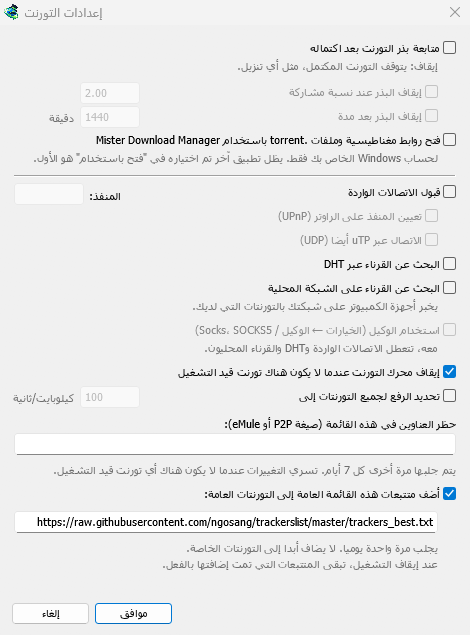 إعدادات التورنت
متابعة بذر التورنت بعد اكتماله
إيقاف: يتوقف التورنت المكتمل، مثل أي تنزيل.
إيقاف البذر عند نسبة مشاركة 2.00
إيقاف البذر بعد مدة 1440 دقيقة
فتح روابط مغناطيسية وملفات .torrent باستخدام Mister Download Manager
لحساب Windows الخاص بك فقط. يظل تطبيق آخر تم اختياره في "فتح باستخدام" هو الأول.
قبول الاتصالات الواردة المنفذ:
تعيين المنفذ على الراوتر (UPnP)
الاتصال عبر uTP أيضًا (UDP)
البحث عن القرناء عبر DHT
البحث عن القرناء على الشبكة المحلية
يخبر أجهزة الكمبيوتر على شبكتك بالتورنتات التي لديك.
استخدام الوكيل (الخيارات ← الوكيل / Socks، SOCKS5)
معه، تتعطل الاتصالات الواردة وDHT والقرناء المحليون.
إيقاف محرك التورنت عندما لا يكون هناك تورنت قيد التشغيل
تحديد الرفع لجميع التورنتات إلى 100 كيلوبايت/ثانية
حظر العناوين في هذه القائمة (صيغة P2P أو eMule):
يتم جلبها مرة أخرى كل 7 أيام. تسري التغييرات عندما لا يكون هناك أي تورنت قيد التشغيل.
أضف متتبعات هذه القائمة العامة إلى التورنتات العامة:
https://raw.githubusercontent.com/ngosang/trackerslist/master/trackers_best.txt
يجلب مرة واحدة يوميا. لا يضاف أبدا إلى التورنتات الخاصة.
عند إيقاف التشغيل، تبقى المتتبعات التي تمت إضافتها بالفعل.
موافق
إلغاء